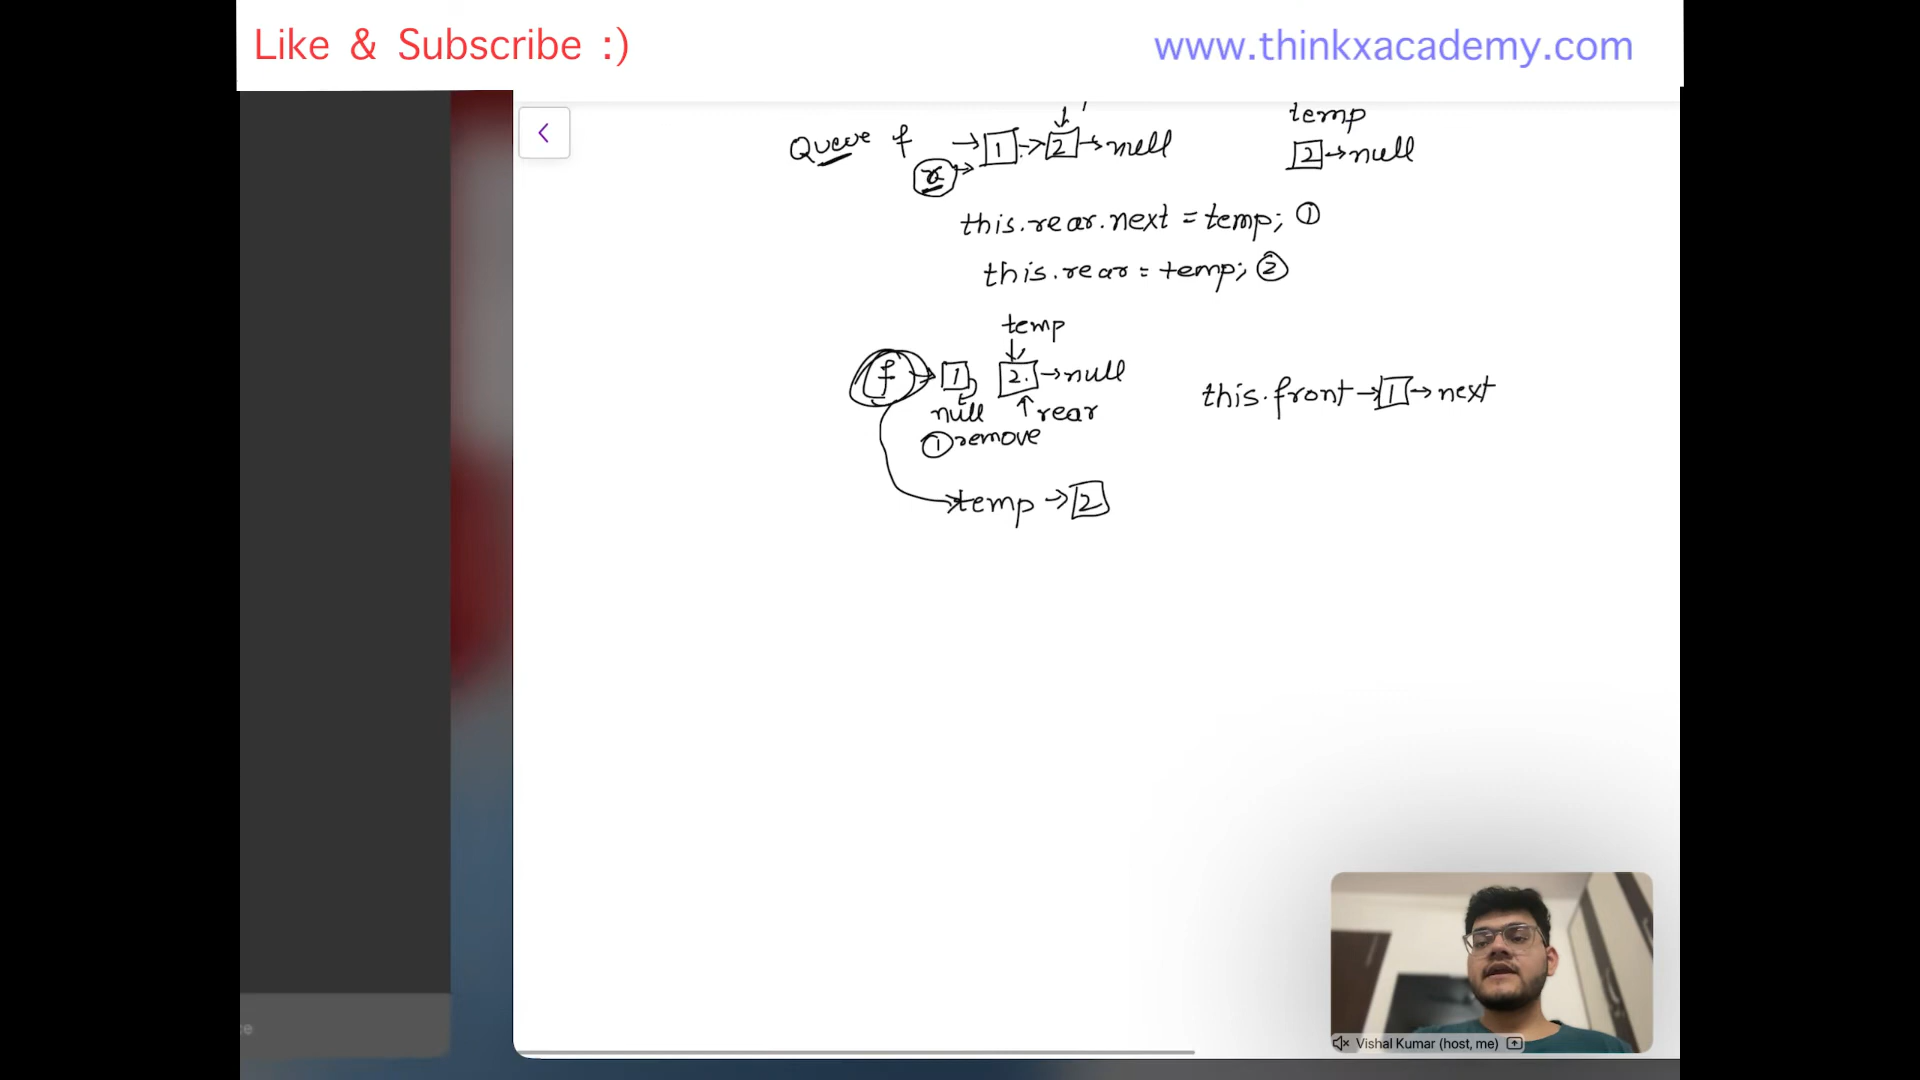 Like & Subscribe :)
www.thinkxacademy.com
temp
Queue f → 1 → 2 → null
2 → null
r →
this.rear.next = temp; ①
this.rear = temp; ②
temp
f → 1 2. → null
this.front → 1 → next
null ↑ rear
① remove
temp → 2
ce
Vishal Kumar (host, me)